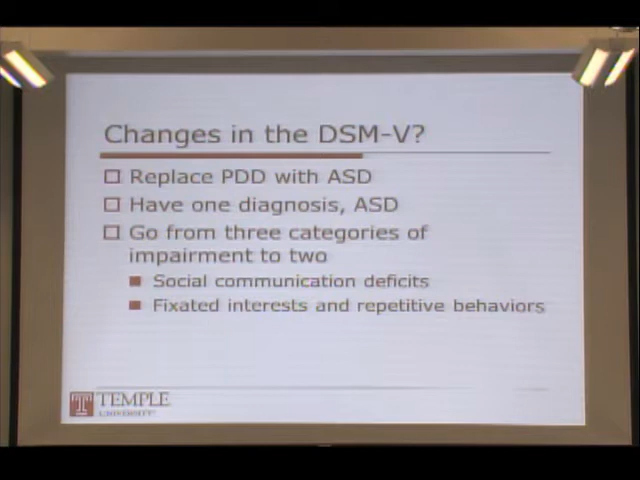 Changes in the DSM-V?
Replace PDD with ASD
Have one diagnosis, ASD
Go from three categories of
impairment to two
Social communication deficits
Fixated interests and repetitive behaviors
T TEMPLE
UNIVERSITY